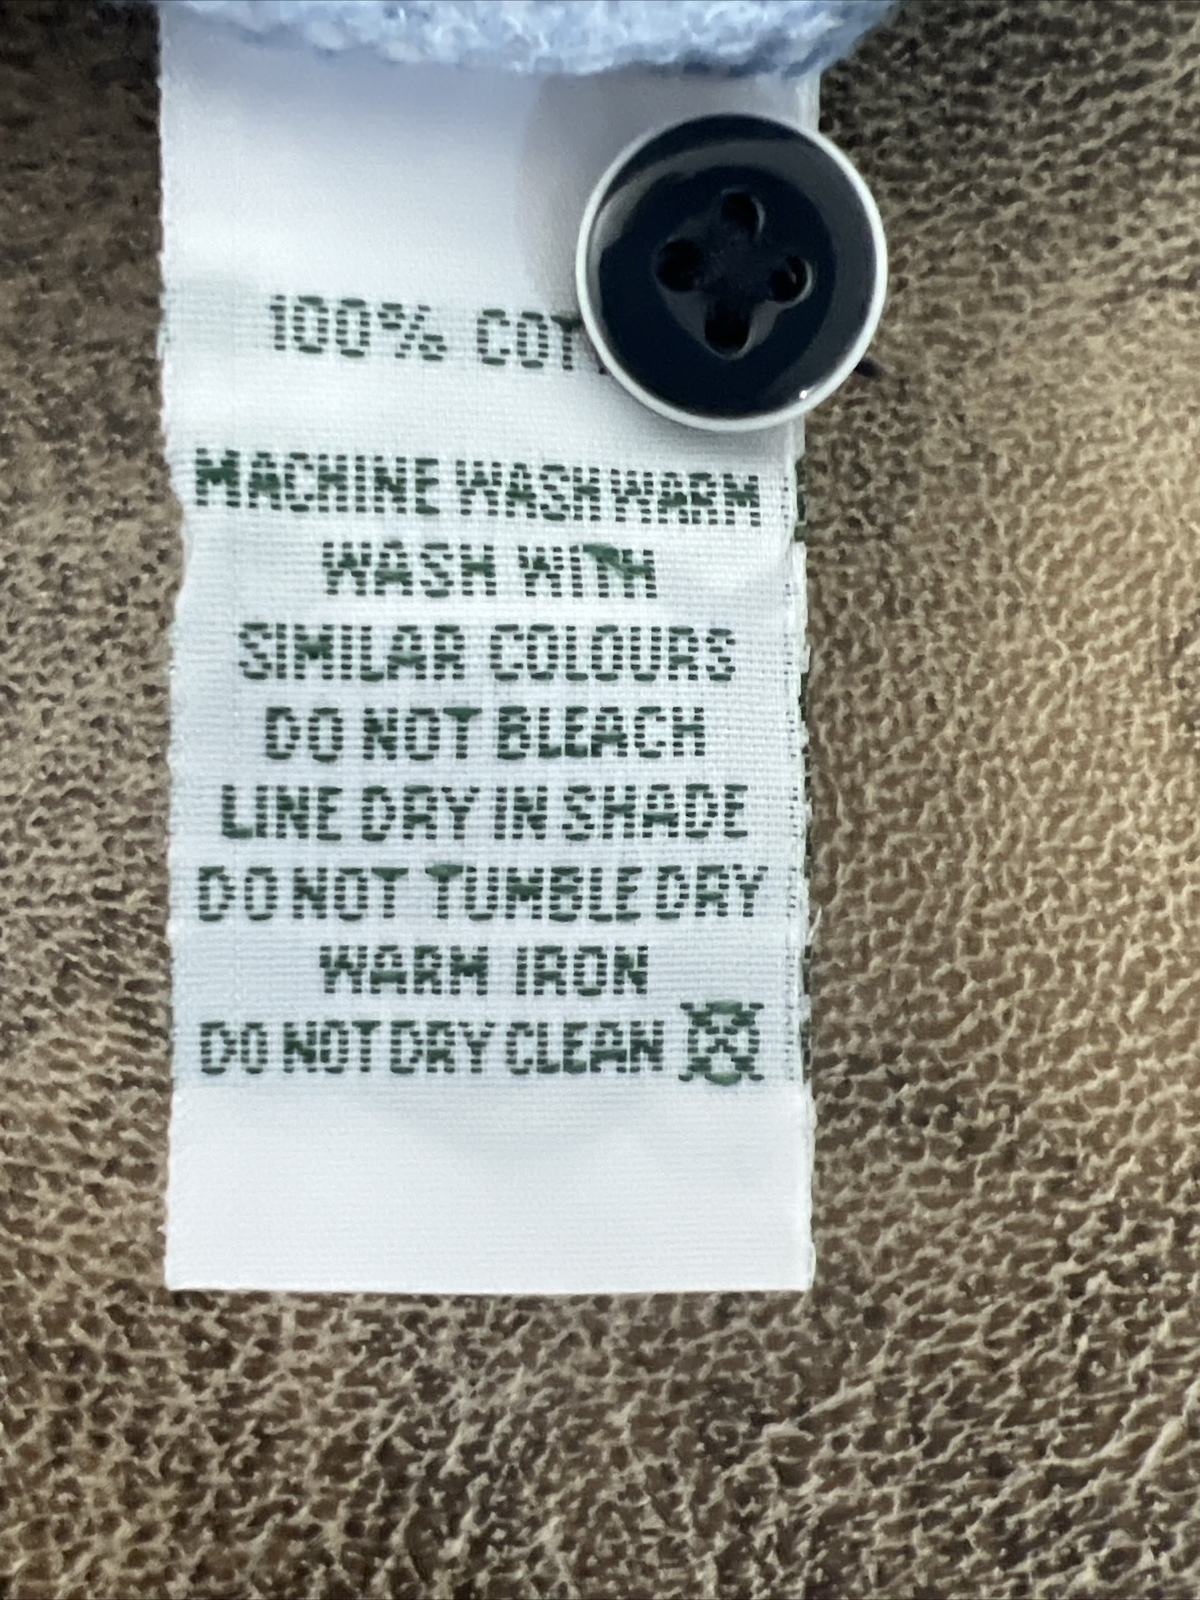 100% COT
MACHINE WASH WARM
WASH WITH
SIMILAR COLOURS
DO NOT BLEACH
LINE DRY IN SHADE
DO NOT TUMBLE DRY
WARM IRON
DO NOT DRY CLEAN